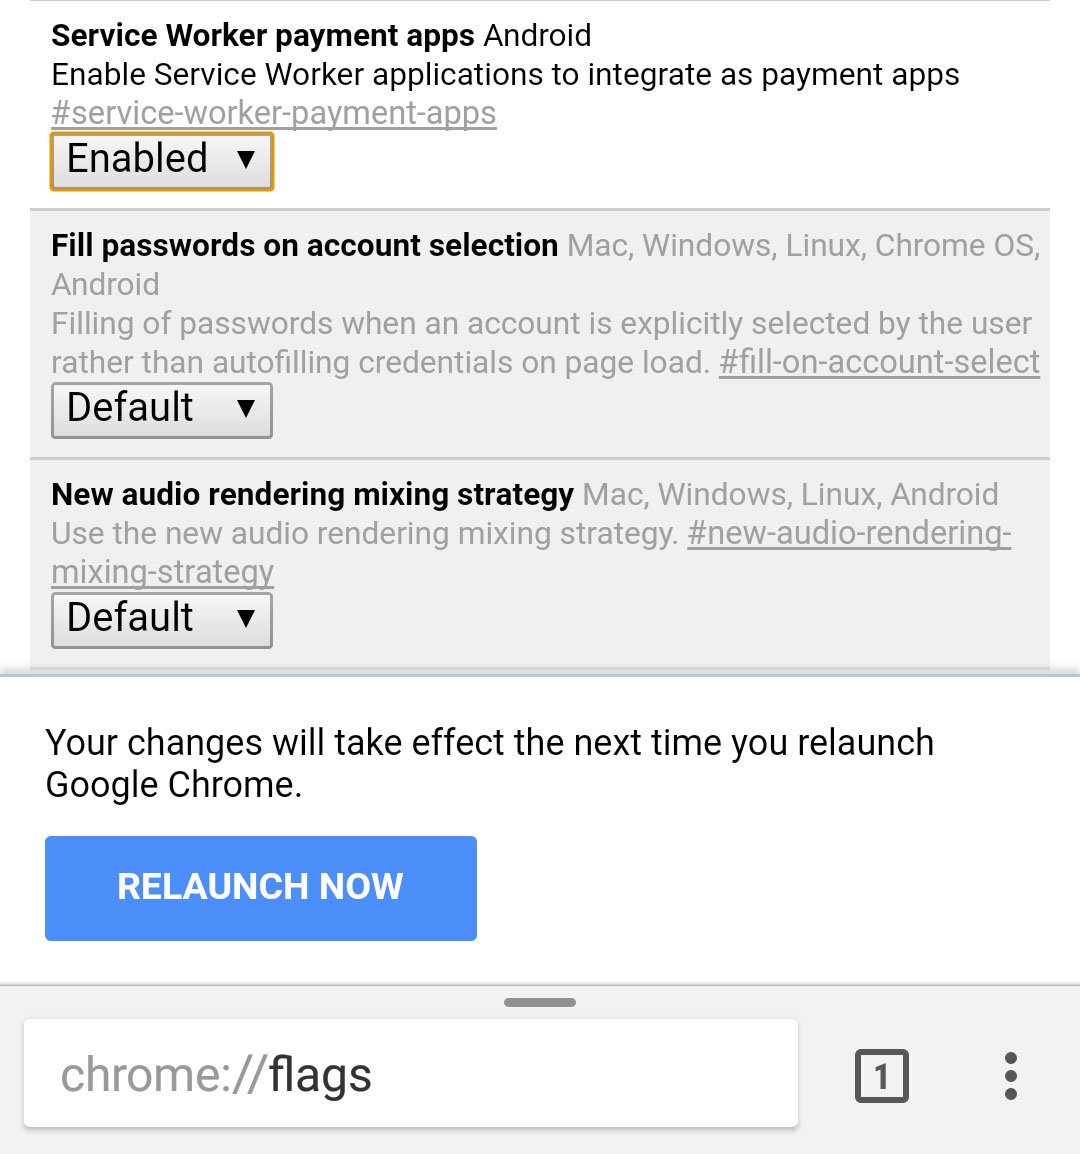 Service Worker payment apps Android
Enable Service Worker applications to integrate as payment apps
#service-worker-payment-apps
Enabled ▼
Fill passwords on account selection Mac, Windows, Linux, Chrome OS,
Android
Filling of passwords when an account is explicitly selected by the user
rather than autofilling credentials on page load. #fill-on-account-select
Default ▼
New audio rendering mixing strategy Mac, Windows, Linux, Android
Use the new audio rendering mixing strategy. #new-audio-rendering-
mixing-strategy
Default ▼
Your changes will take effect the next time you relaunch
Google Chrome.
RELAUNCH NOW
chrome://flags
1